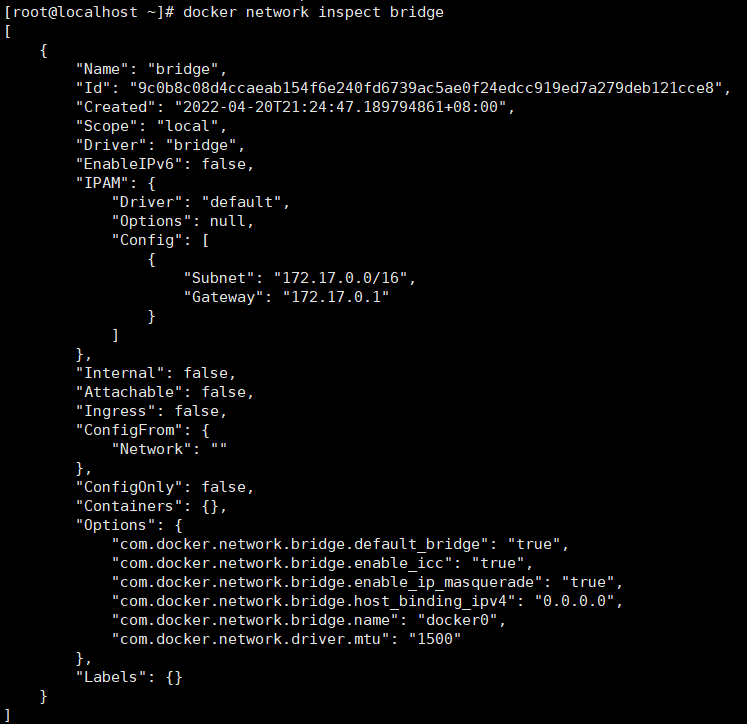 [root@localhost ~]# docker network inspect bridge
[
    {
        "Name": "bridge",
        "Id": "9c0b8c08d4ccaeab154f6e240fd6739ac5ae0f24edcc919ed7a279deb121cce8",
        "Created": "2022-04-20T21:24:47.189794861+08:00",
        "Scope": "local",
        "Driver": "bridge",
        "EnableIPv6": false,
        "IPAM": {
            "Driver": "default",
            "Options": null,
            "Config": [
                {
                    "Subnet": "172.17.0.0/16",
                    "Gateway": "172.17.0.1"
                }
            ]
        },
        "Internal": false,
        "Attachable": false,
        "Ingress": false,
        "ConfigFrom": {
            "Network": ""
        },
        "ConfigOnly": false,
        "Containers": {},
        "Options": {
            "com.docker.network.bridge.default_bridge": "true",
            "com.docker.network.bridge.enable_icc": "true",
            "com.docker.network.bridge.enable_ip_masquerade": "true",
            "com.docker.network.bridge.host_binding_ipv4": "0.0.0.0",
            "com.docker.network.bridge.name": "docker0",
            "com.docker.network.driver.mtu": "1500"
        },
        "Labels": {}
    }
]